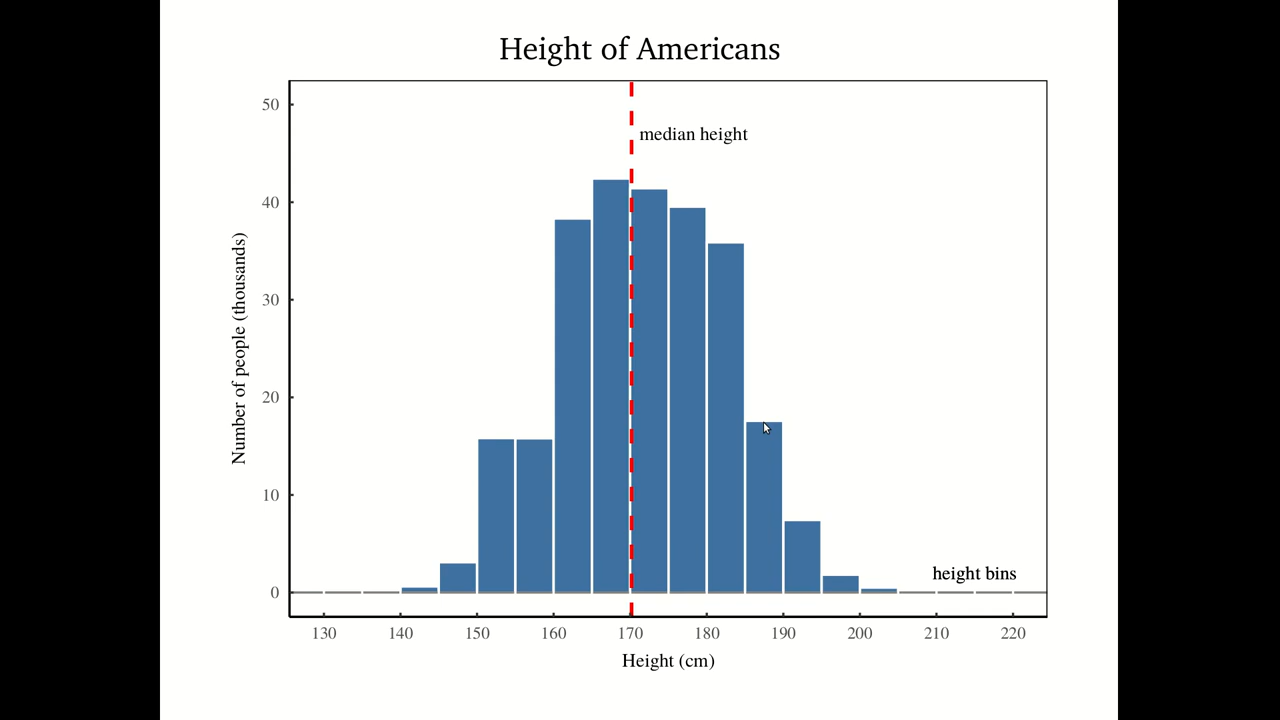 Height of Americans
50
median height
40
30
20
10
0
Number of people (thousands)
height bins
130 140 150 160 170 180 190 200 210 220
Height (cm)